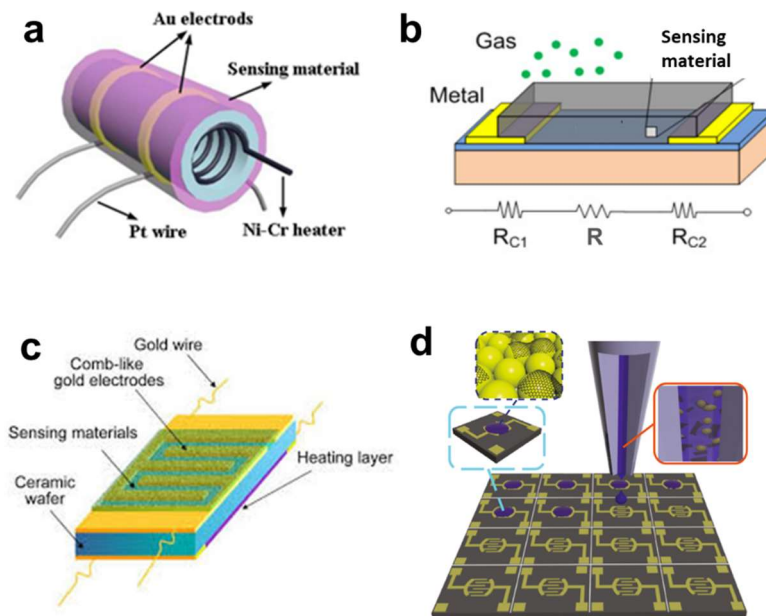 a
Au electrods
Sensing material
Pt wire
Ni-Cr heater
b
Gas
Sensing
material
Metal
RC1
R
RC2
c
Gold wire
Comb-like
gold electrodes
Sensing materials
Heating layer
Ceramic
wafer
d